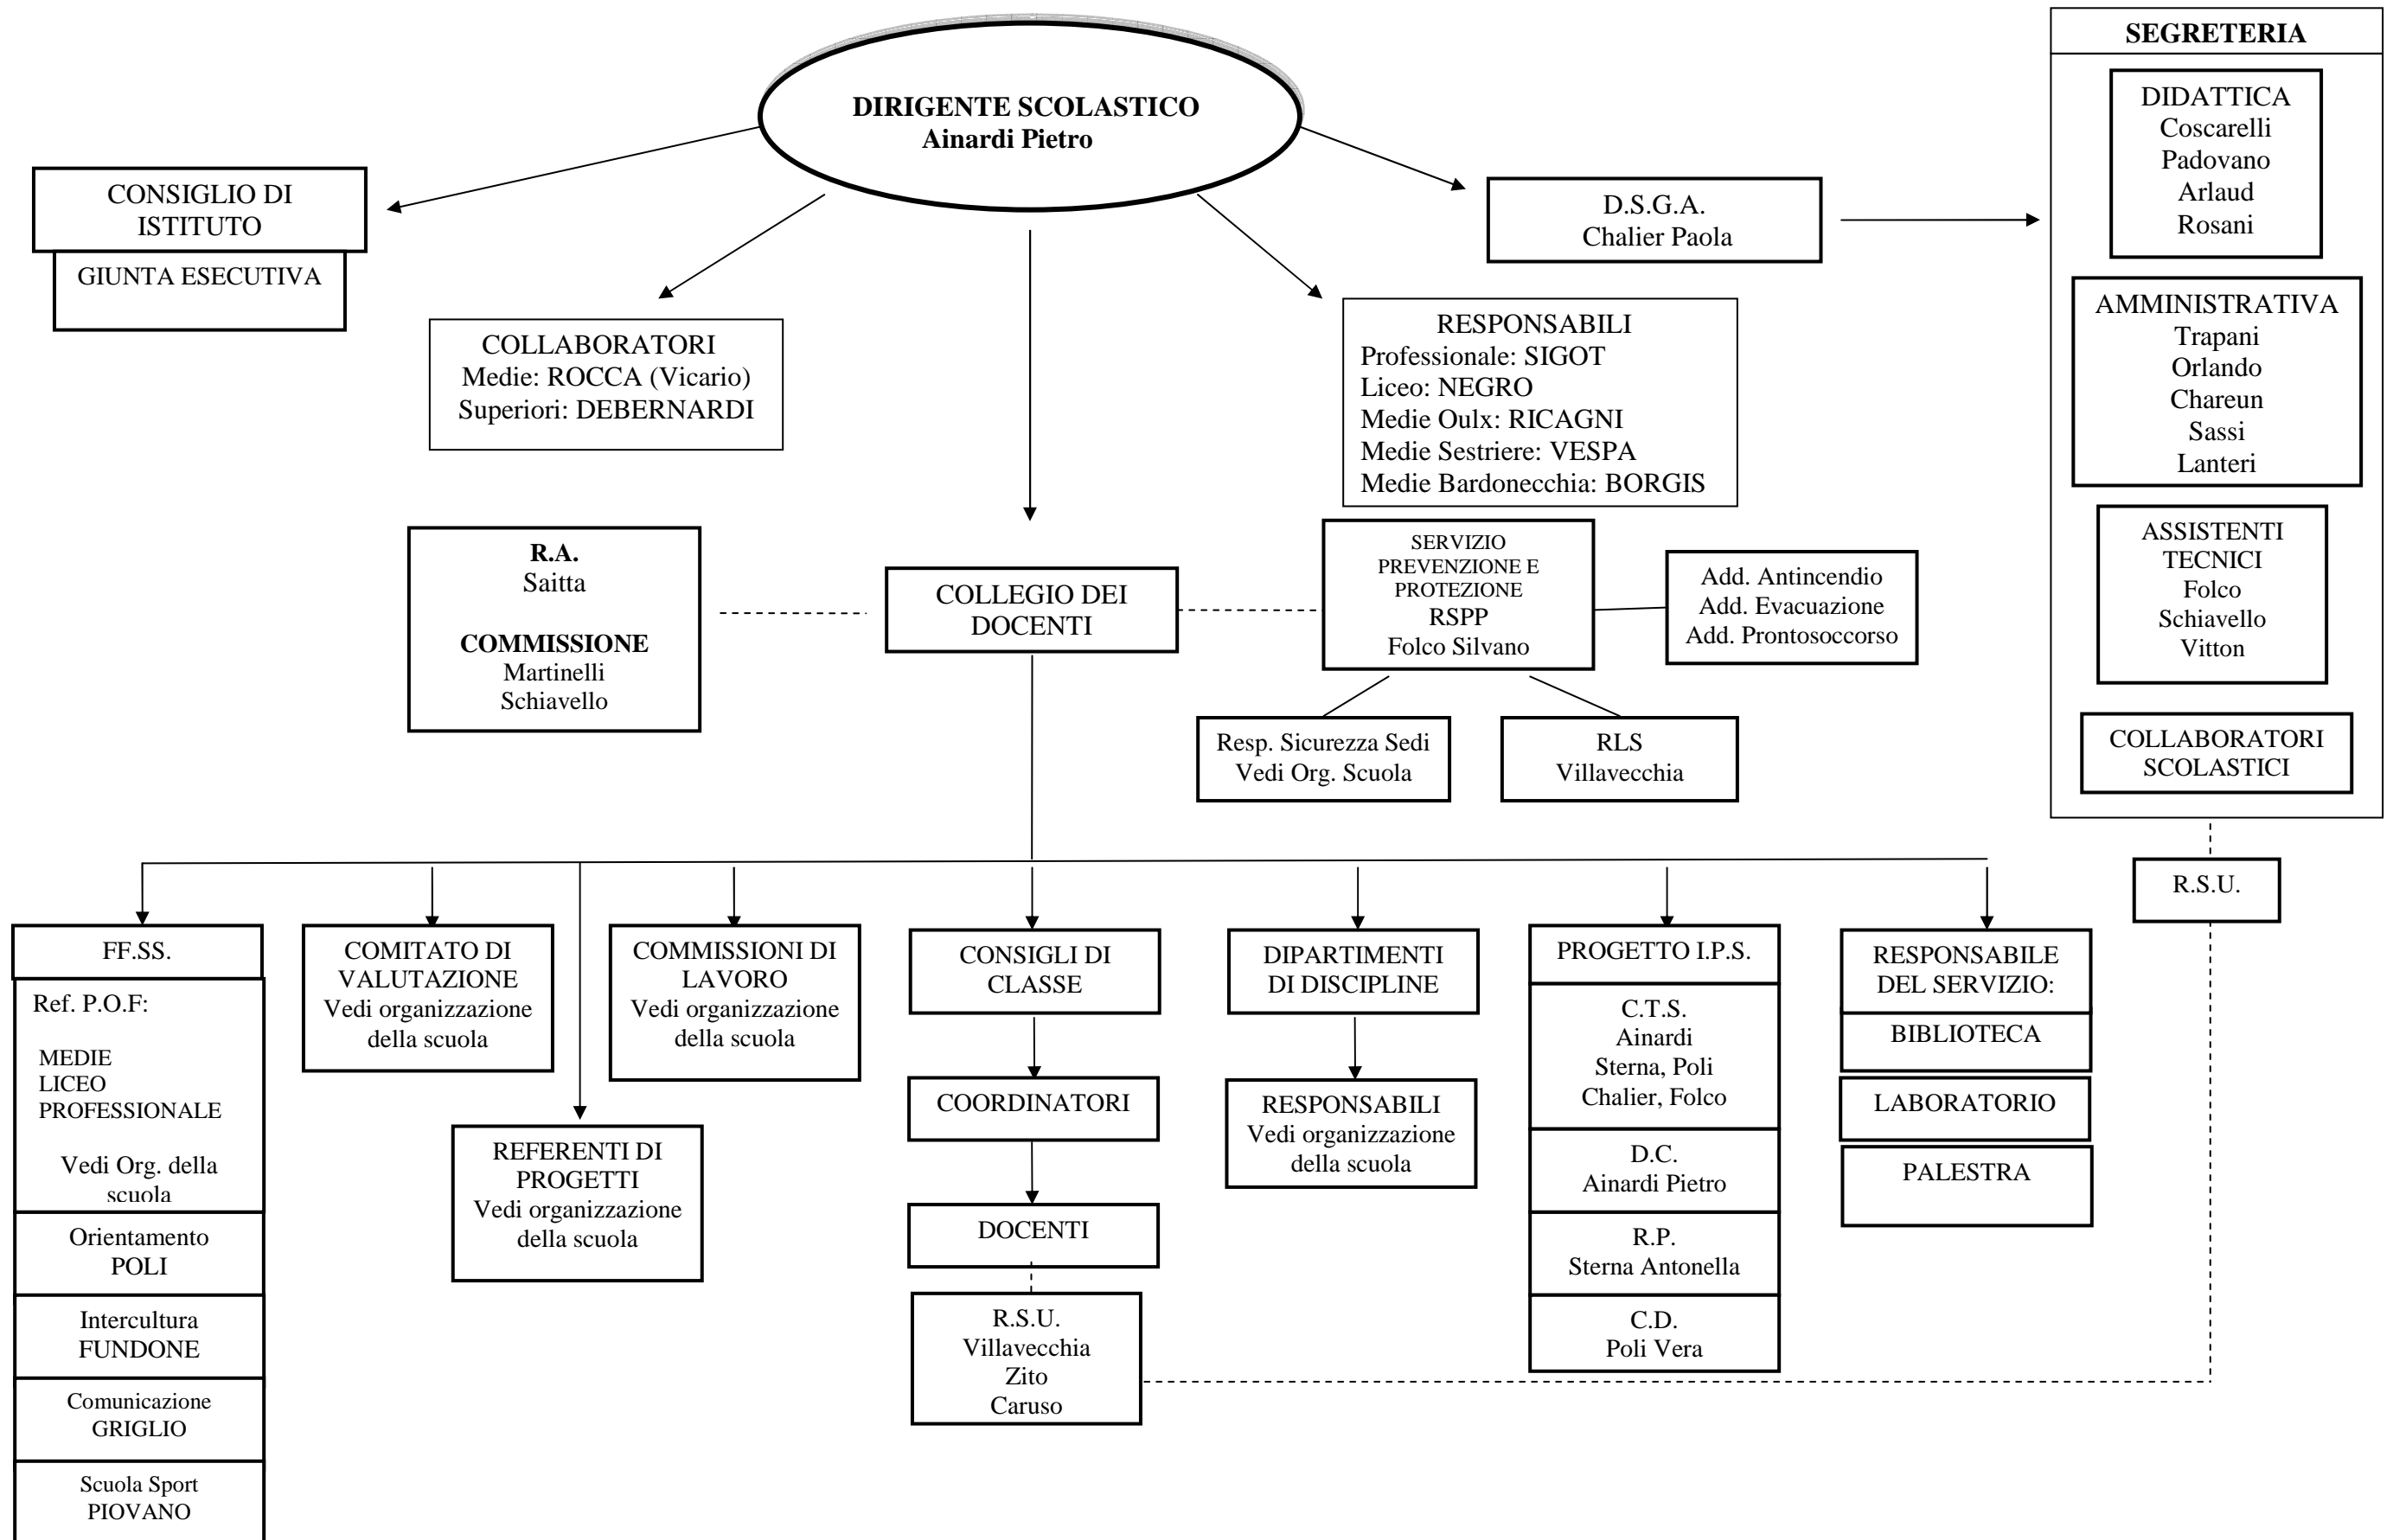 DIRIGENTE SCOLASTICO
Ainardi Pietro
CONSIGLIO DI
ISTITUTO
GIUNTA ESECUTIVA
COLLABORATORI
Medie: ROCCA (Vicario)
Superiori: DEBERNARDI
RESPONSABILI
Professionale: SIGOT
Liceo: NEGRO
Medie Oulx: RICAGNI
Medie Sestriere: VESPA
Medie Bardonecchia: BORGIS
D.S.G.A.
Chalier Paola
SEGRETERIA
DIDATTICA
Coscarelli
Padovano
Arlaud
Rosani
AMMINISTRATIVA
Trapani
Orlando
Chareun
Sassi
Lanteri
ASSISTENTI
TECNICI
Folco
Schiavello
Vitton
COLLABORATORI
SCOLASTICI
R.A.
Saitta
COMMISSIONE
Martinelli
Schiavello
COLLEGIO DEI
DOCENTI
SERVIZIO
PREVENZIONE E
PROTEZIONE
RSPP
Folco Silvano
Add. Antincendio
Add. Evacuazione
Add. Prontosoccorso
Resp. Sicurezza Sedi
Vedi Org. Scuola
RLS
Villavecchia
R.S.U.
FF.SS.
Ref. P.O.F:
MEDIE
LICEO
PROFESSIONALE
Vedi Org. della
scuola
Orientamento
POLI
Intercultura
FUNDONE
Comunicazione
GRIGLIO
Scuola Sport
PIOVANO
COMITATO DI
VALUTAZIONE
Vedi organizzazione
della scuola
REFERENTI DI
PROGETTI
Vedi organizzazione
della scuola
COMMISSIONI DI
LAVORO
Vedi organizzazione
della scuola
CONSIGLI DI
CLASSE
COORDINATORI
DOCENTI
R.S.U.
Villavecchia
Zito
Caruso
DIPARTIMENTI
DI DISCIPLINE
RESPONSABILI
Vedi organizzazione
della scuola
PROGETTO I.P.S.
C.T.S.
Ainardi
Sterna, Poli
Chalier, Folco
D.C.
Ainardi Pietro
R.P.
Sterna Antonella
C.D.
Poli Vera
RESPONSABILE
DEL SERVIZIO:
BIBLIOTECA
LABORATORIO
PALESTRA